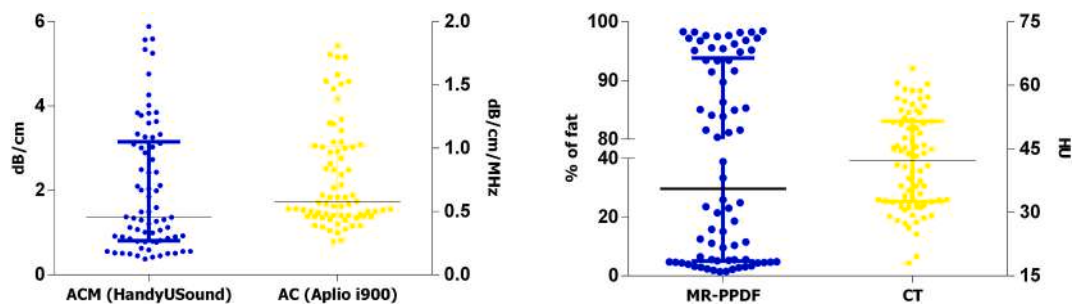 6
4
2
0
dB/cm
2.0
1.5
1.0
0.5
0.0
dB/cm/MHz
ACM (HandyUSound)
AC (Aplio i900)
100
90
80
40
20
0
% of fat
75
60
45
30
15
HU
MR-PPDF
CT